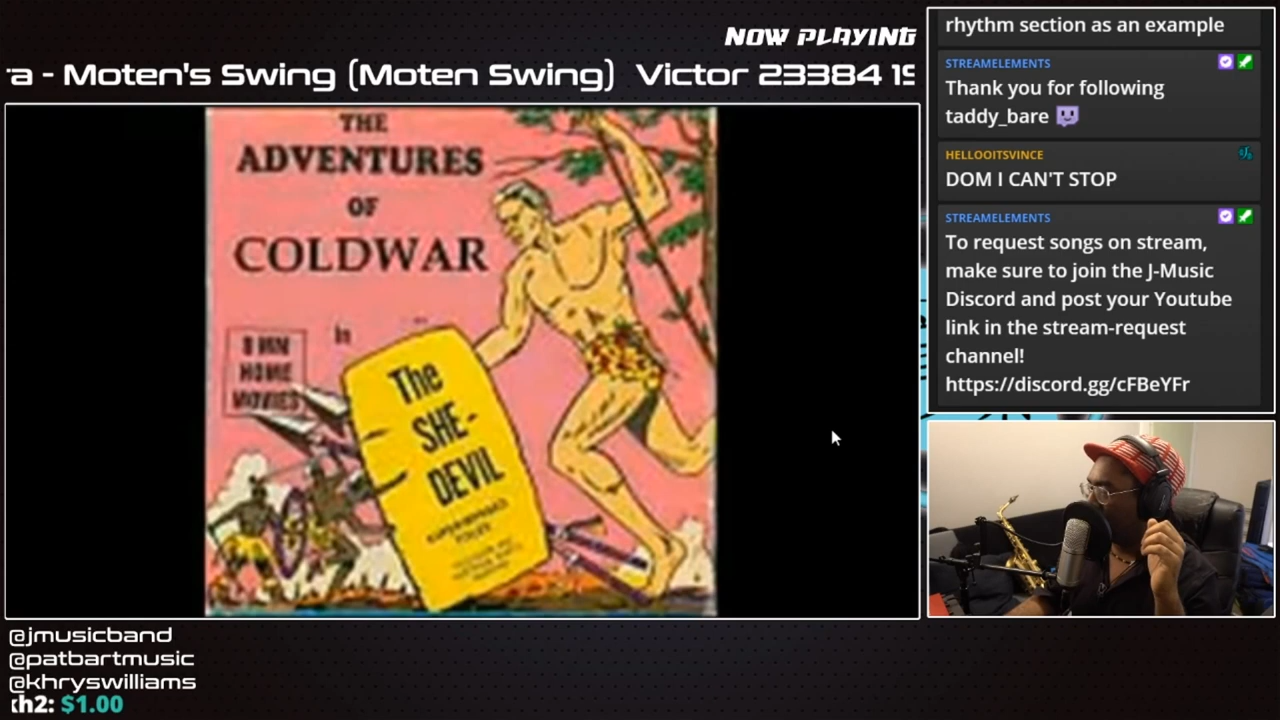 NOW PLAYING
a - Moten's Swing (Moten Swing) Victor 23384 19
THE
ADVENTURES
OF
COLDWAR
In
8 MM
HOME
MOVIES
The
SHE-
DEVIL
rhythm section as an example
STREAMELEMENTS
Thank you for following
taddy_bare
HELLOOITSVINCE
DOM I CAN'T STOP
STREAMELEMENTS
To request songs on stream,
make sure to join the J-Music
Discord and post your Youtube
link in the stream-request
channel!
https://discord.gg/cFBeYFr
@jmusicband
@patbartmusic
@khryswilliams
kh2: $1.00